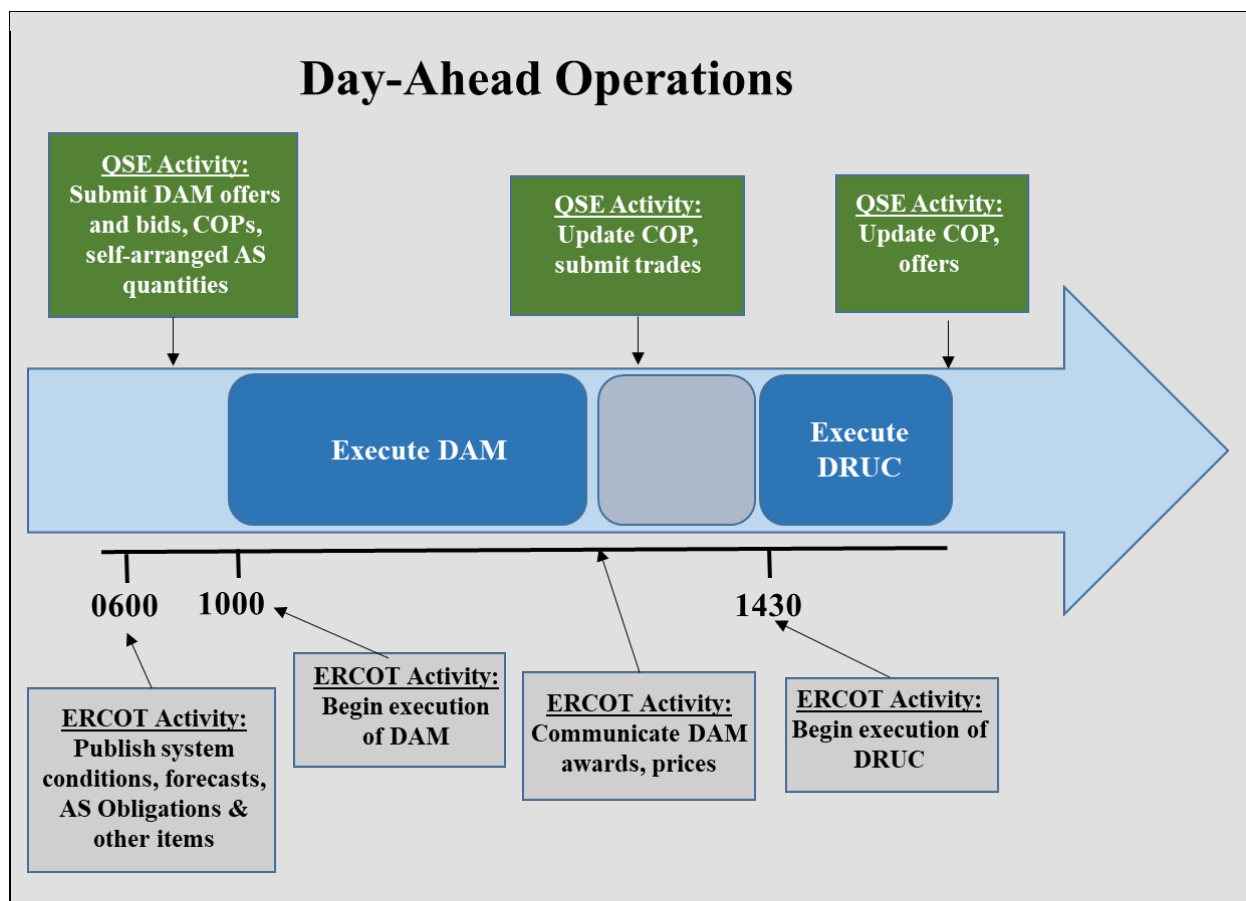 Day-Ahead Operations
QSE Activity:
Submit DAM offers
and bids, COPs,
self-arranged AS
quantities
QSE Activity:
Update COP,
submit trades
QSE Activity:
Update COP,
offers
Execute DAM
Execute
DRUC
0600
1000
1430
ERCOT Activity:
Publish system
conditions, forecasts,
AS Obligations &
other items
ERCOT Activity:
Begin execution
of DAM
ERCOT Activity:
Communicate DAM
awards, prices
ERCOT Activity:
Begin execution of
DRUC